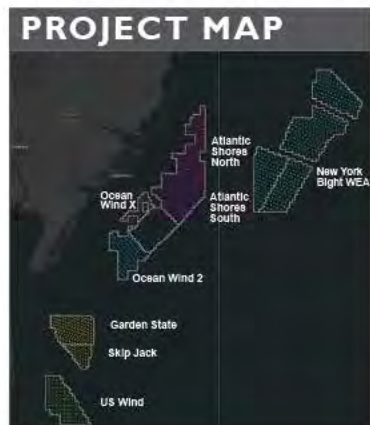 PROJECT MAP
Atlantic
Shores
North
New York
Bight WEA
Ocean
Wind X
Atlantic
Shores
South
Ocean Wind 2
Garden State
Skip Jack
US Wind